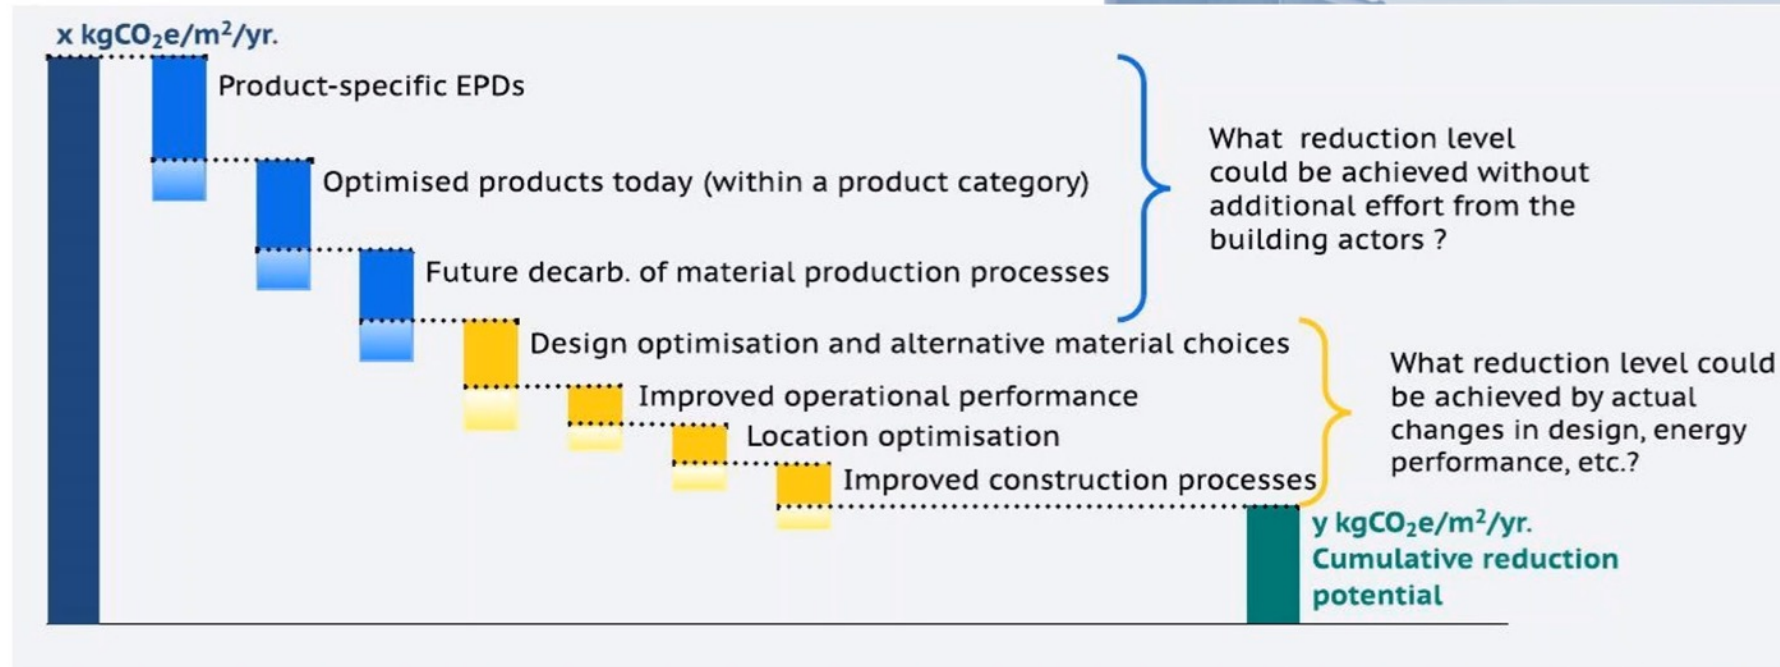 x kgCO₂e/m²/yr.
Product-specific EPDs
Optimised products today (within a product category)
Future decarb. of material production processes
What  reduction level
could be achieved without
additional effort from the
building actors ?
Design optimisation and alternative material choices
Improved operational performance
Location optimisation
Improved construction processes
What reduction level could
be achieved by actual
changes in design, energy
performance, etc.?
y kgCO₂e/m²/yr.
Cumulative reduction
potential